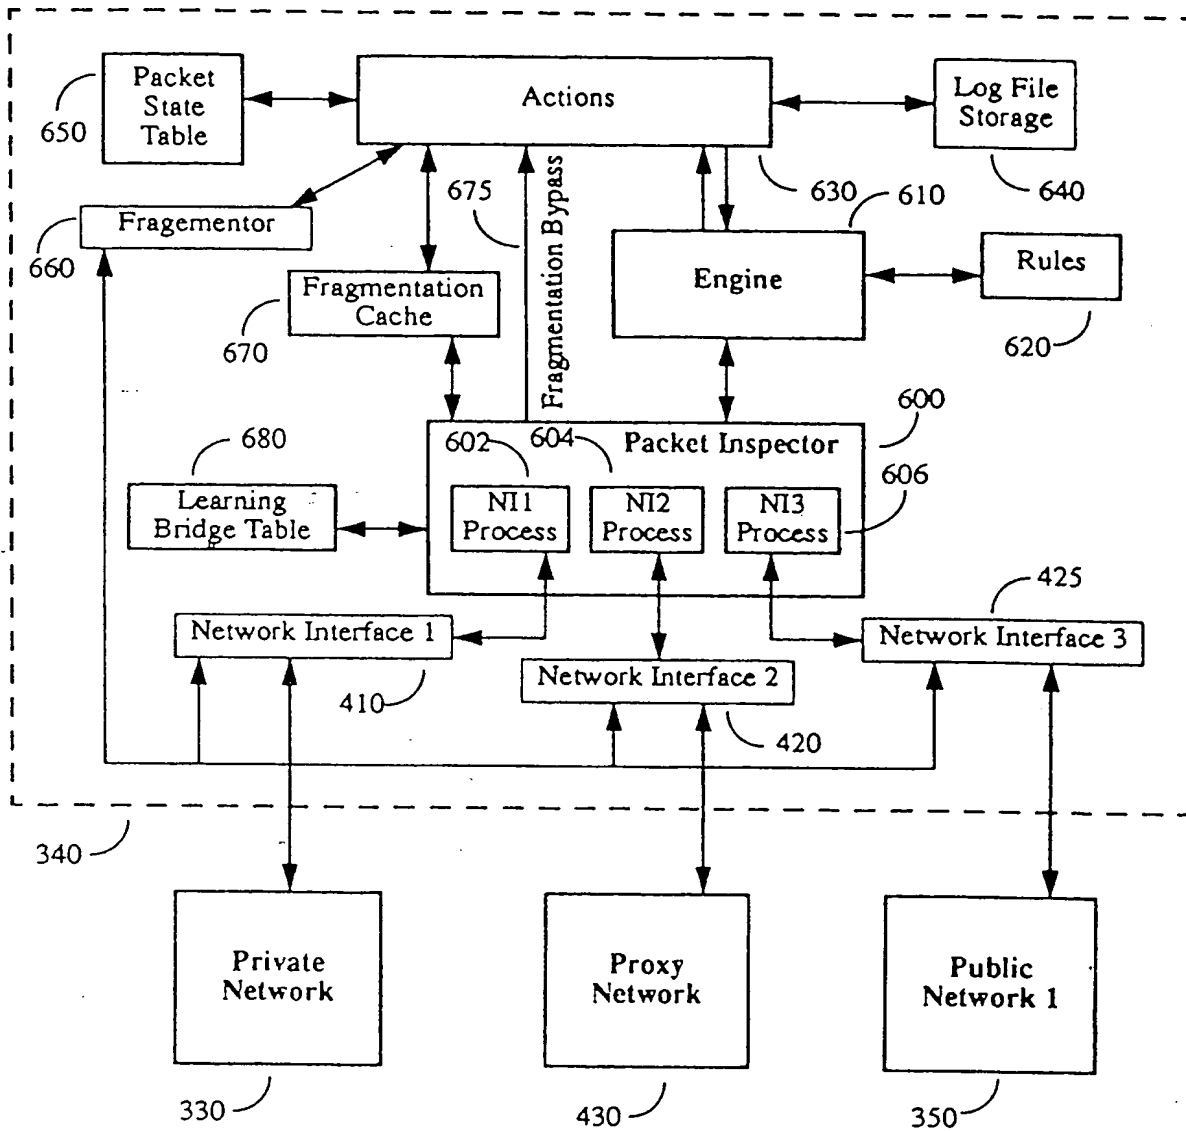 Packet
State
Table
650
Actions
Log File
Storage
640
630
610
675
Fragmentation Bypass
Fragementor
660
Fragmentation
Cache
670
Engine
Rules
620
600
Packet Inspector
602
604
606
NI1
Process
NI2
Process
NI3
Process
680
Learning
Bridge Table
425
Network Interface 1
410
Network Interface 2
420
Network Interface 3
340
Private
Network
330
Proxy
Network
430
Public
Network 1
350